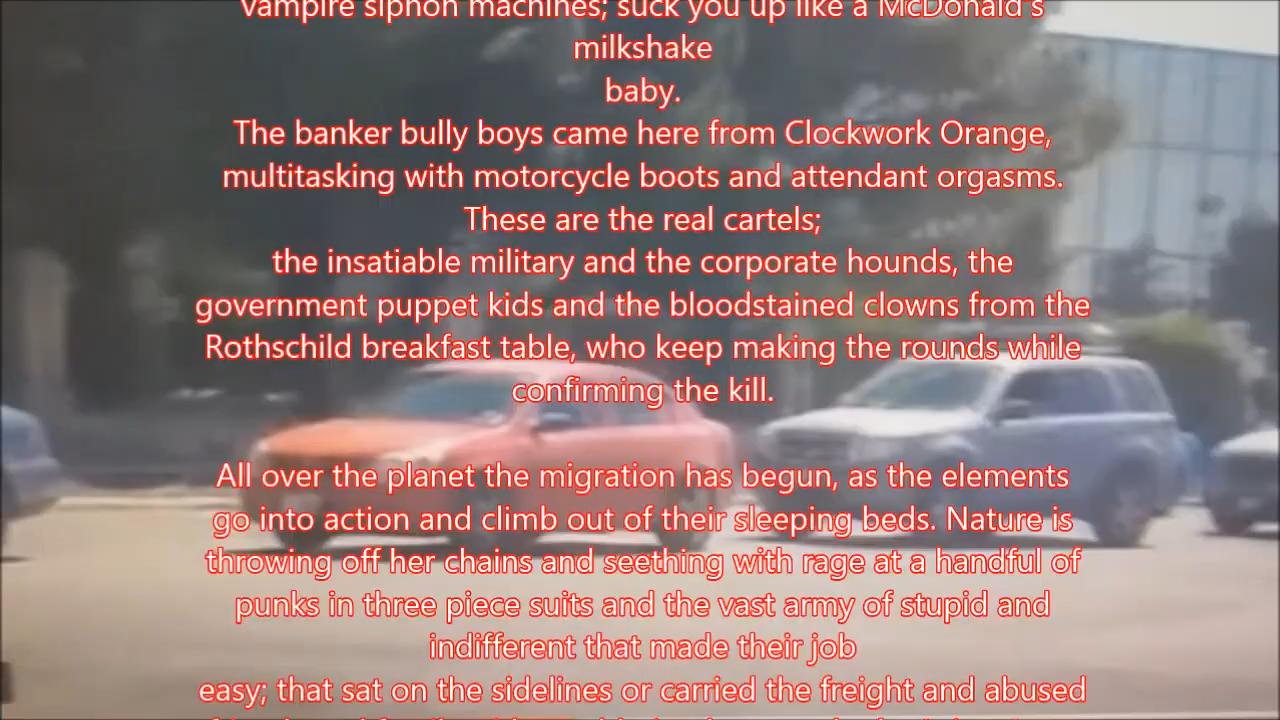 vampire siphon machines; suck you up like a McDonald's
milkshake
baby.
The banker bully boys came here from Clockwork Orange,
multitasking with motorcycle boots and attendant orgasms.
These are the real cartels;
the insatiable military and the corporate hounds, the
government puppet kids and the bloodstained clowns from the
Rothschild breakfast table, who keep making the rounds while
confirming the kill.
All over the planet the migration has begun, as the elements
go into action and climb out of their sleeping beds. Nature is
throwing off her chains and seething with rage at a handful of
punks in three piece suits and the vast army of stupid and
indifferent that made their job
easy; that sat on the sidelines or carried the freight and abused